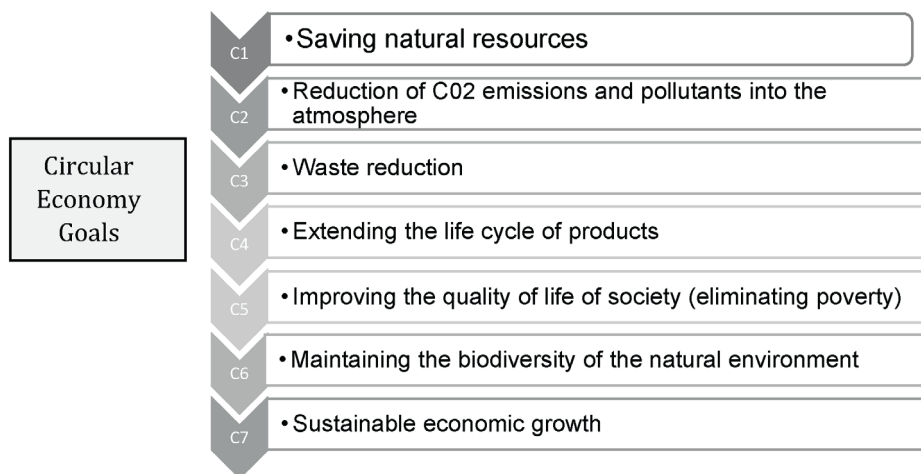 Circular
Economy
Goals
C1
•Saving natural resources
C2
•Reduction of C02 emissions and pollutants into the
atmosphere
C3
•Waste reduction
C4
•Extending the life cycle of products
C5
•Improving the quality of life of society (eliminating poverty)
C6
•Maintaining the biodiversity of the natural environment
C7
•Sustainable economic growth